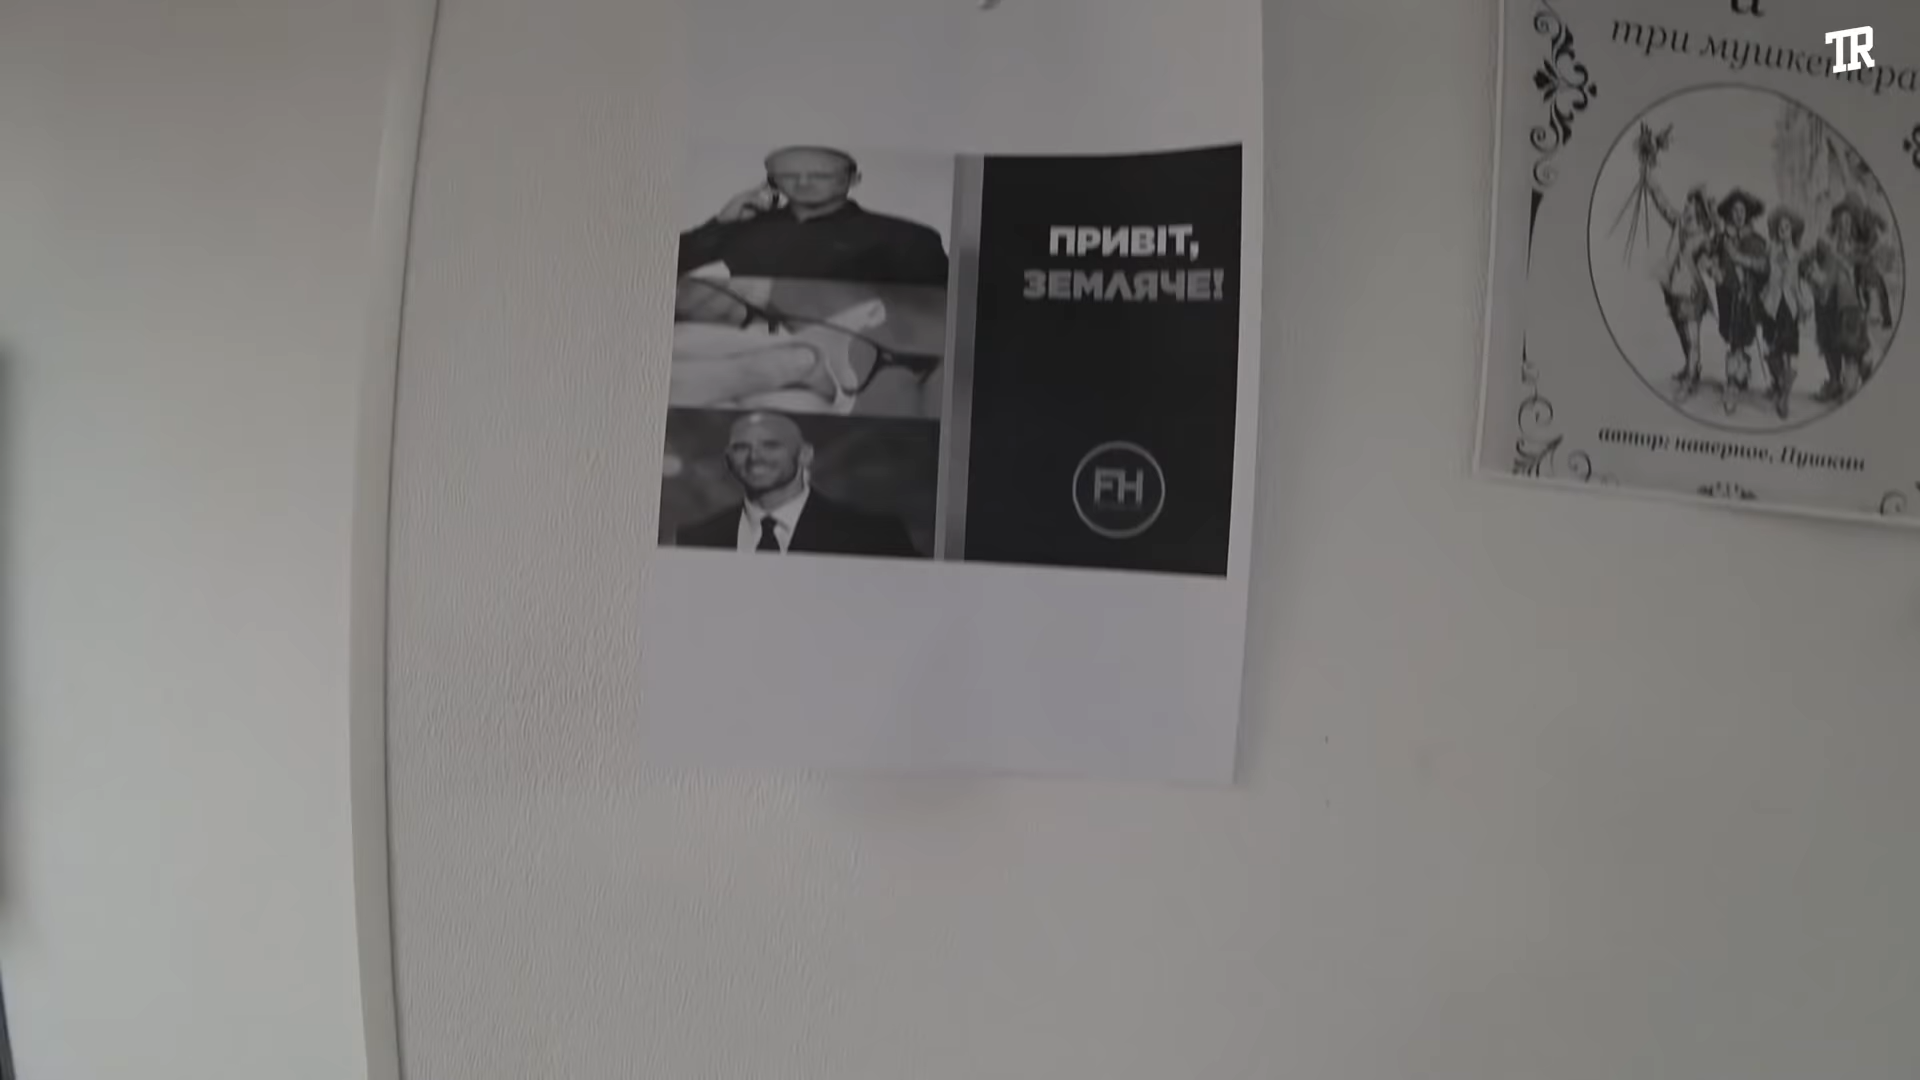 ПРИВІТ,
ЗЕМЛЯЧЕ!
FH
три мушкетера
автор: наверное, Пушкин
TR